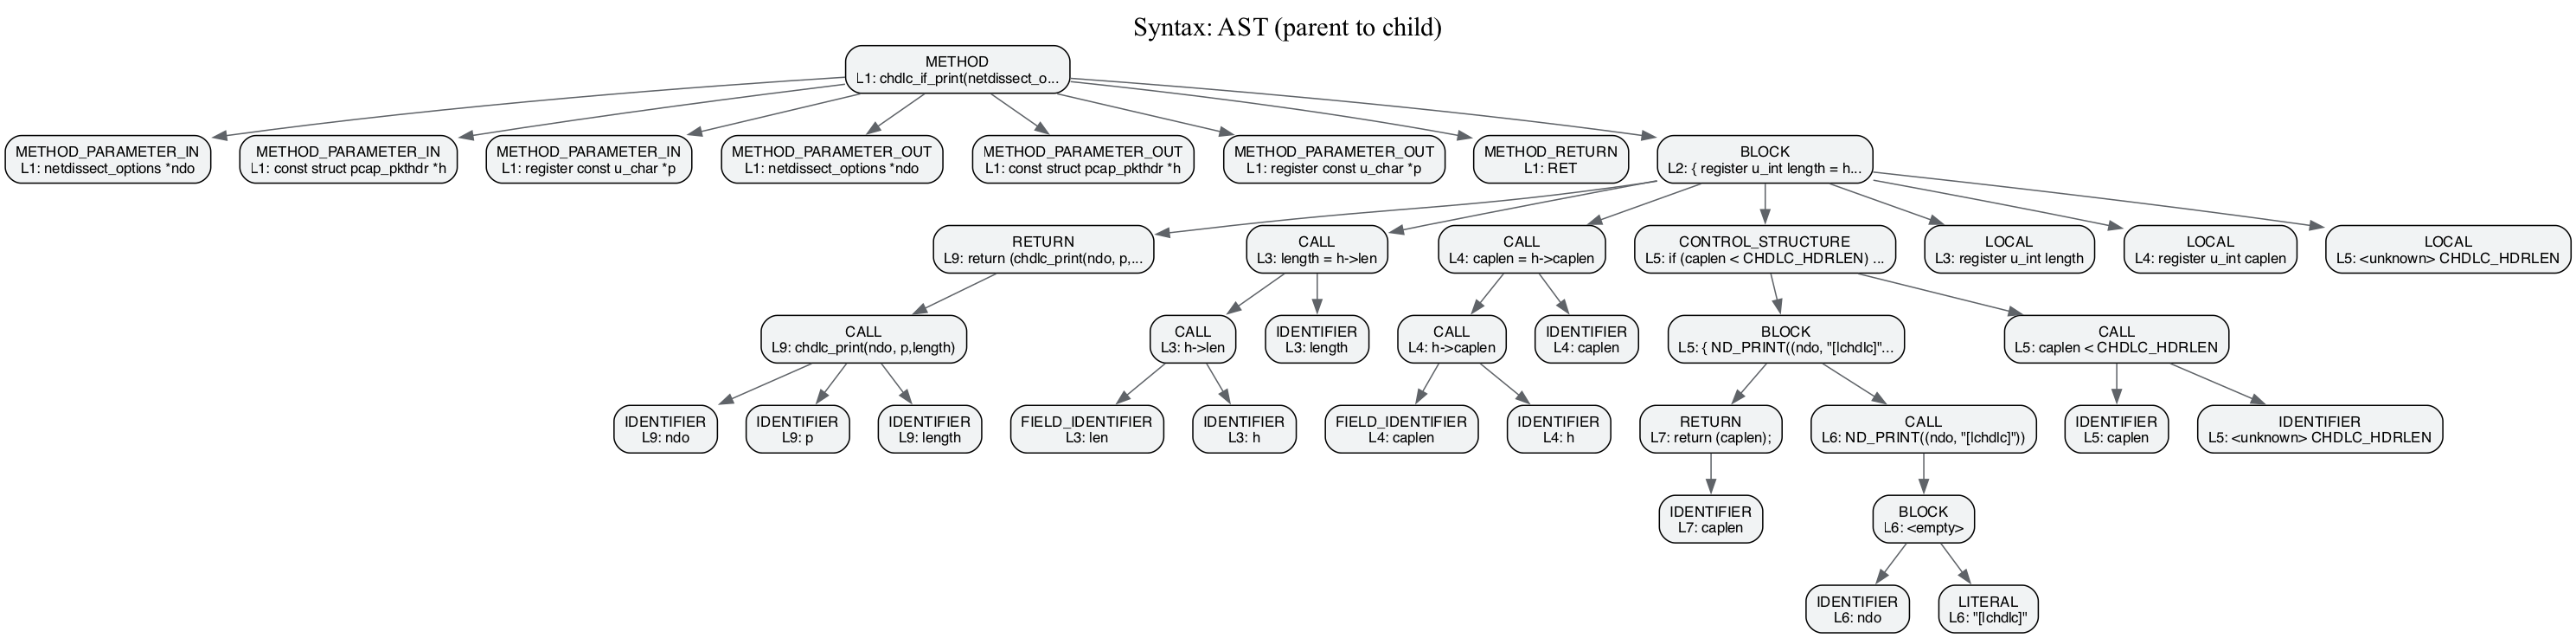 Syntax: AST (parent to child)
METHOD
L1: chdlc_if_print(netdissect_o...
METHOD_PARAMETER_IN
L1: netdissect_options *ndo
METHOD_PARAMETER_IN
L1: const struct pcap_pkthdr *h
METHOD_PARAMETER_IN
L1: register const u_char *p
METHOD_PARAMETER_OUT
L1: netdissect_options *ndo
METHOD_PARAMETER_OUT
L1: const struct pcap_pkthdr *h
METHOD_PARAMETER_OUT
L1: register const u_char *p
METHOD_RETURN
L1: RET
BLOCK
L2: { register u_int length = h...
RETURN
L9: return (chdlc_print(ndo, p,...
CALL
L3: length = h->len
CALL
L4: caplen = h->caplen
CONTROL_STRUCTURE
L5: if (caplen < CHDLC_HDRLEN) ...
LOCAL
L3: register u_int length
LOCAL
L4: register u_int caplen
LOCAL
L5: <unknown> CHDLC_HDRLEN
CALL
L9: chdlc_print(ndo, p,length)
CALL
L3: h->len
IDENTIFIER
L3: length
CALL
L4: h->caplen
IDENTIFIER
L4: caplen
BLOCK
L5: { ND_PRINT((ndo, "[|chdlc]"...
CALL
L5: caplen < CHDLC_HDRLEN
IDENTIFIER
L9: ndo
IDENTIFIER
L9: p
IDENTIFIER
L9: length
FIELD_IDENTIFIER
L3: len
IDENTIFIER
L3: h
FIELD_IDENTIFIER
L4: caplen
IDENTIFIER
L4: h
RETURN
L7: return (caplen);
CALL
L6: ND_PRINT((ndo, "[|chdlc]"))
IDENTIFIER
L5: caplen
IDENTIFIER
L5: <unknown> CHDLC_HDRLEN
IDENTIFIER
L7: caplen
BLOCK
L6: <empty>
IDENTIFIER
L6: ndo
LITERAL
L6: "[|chdlc]"